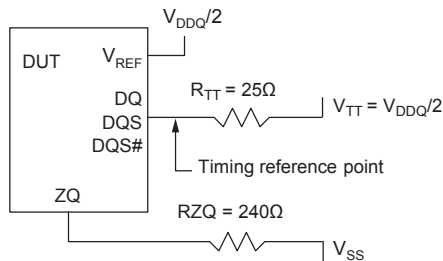 V_DDQ/2
DUT
V_REF
DQ
DQS
DQS#
R_TT = 25Ω
V_TT = V_DDQ/2
Timing reference point
ZQ
RZQ = 240Ω
V_SS